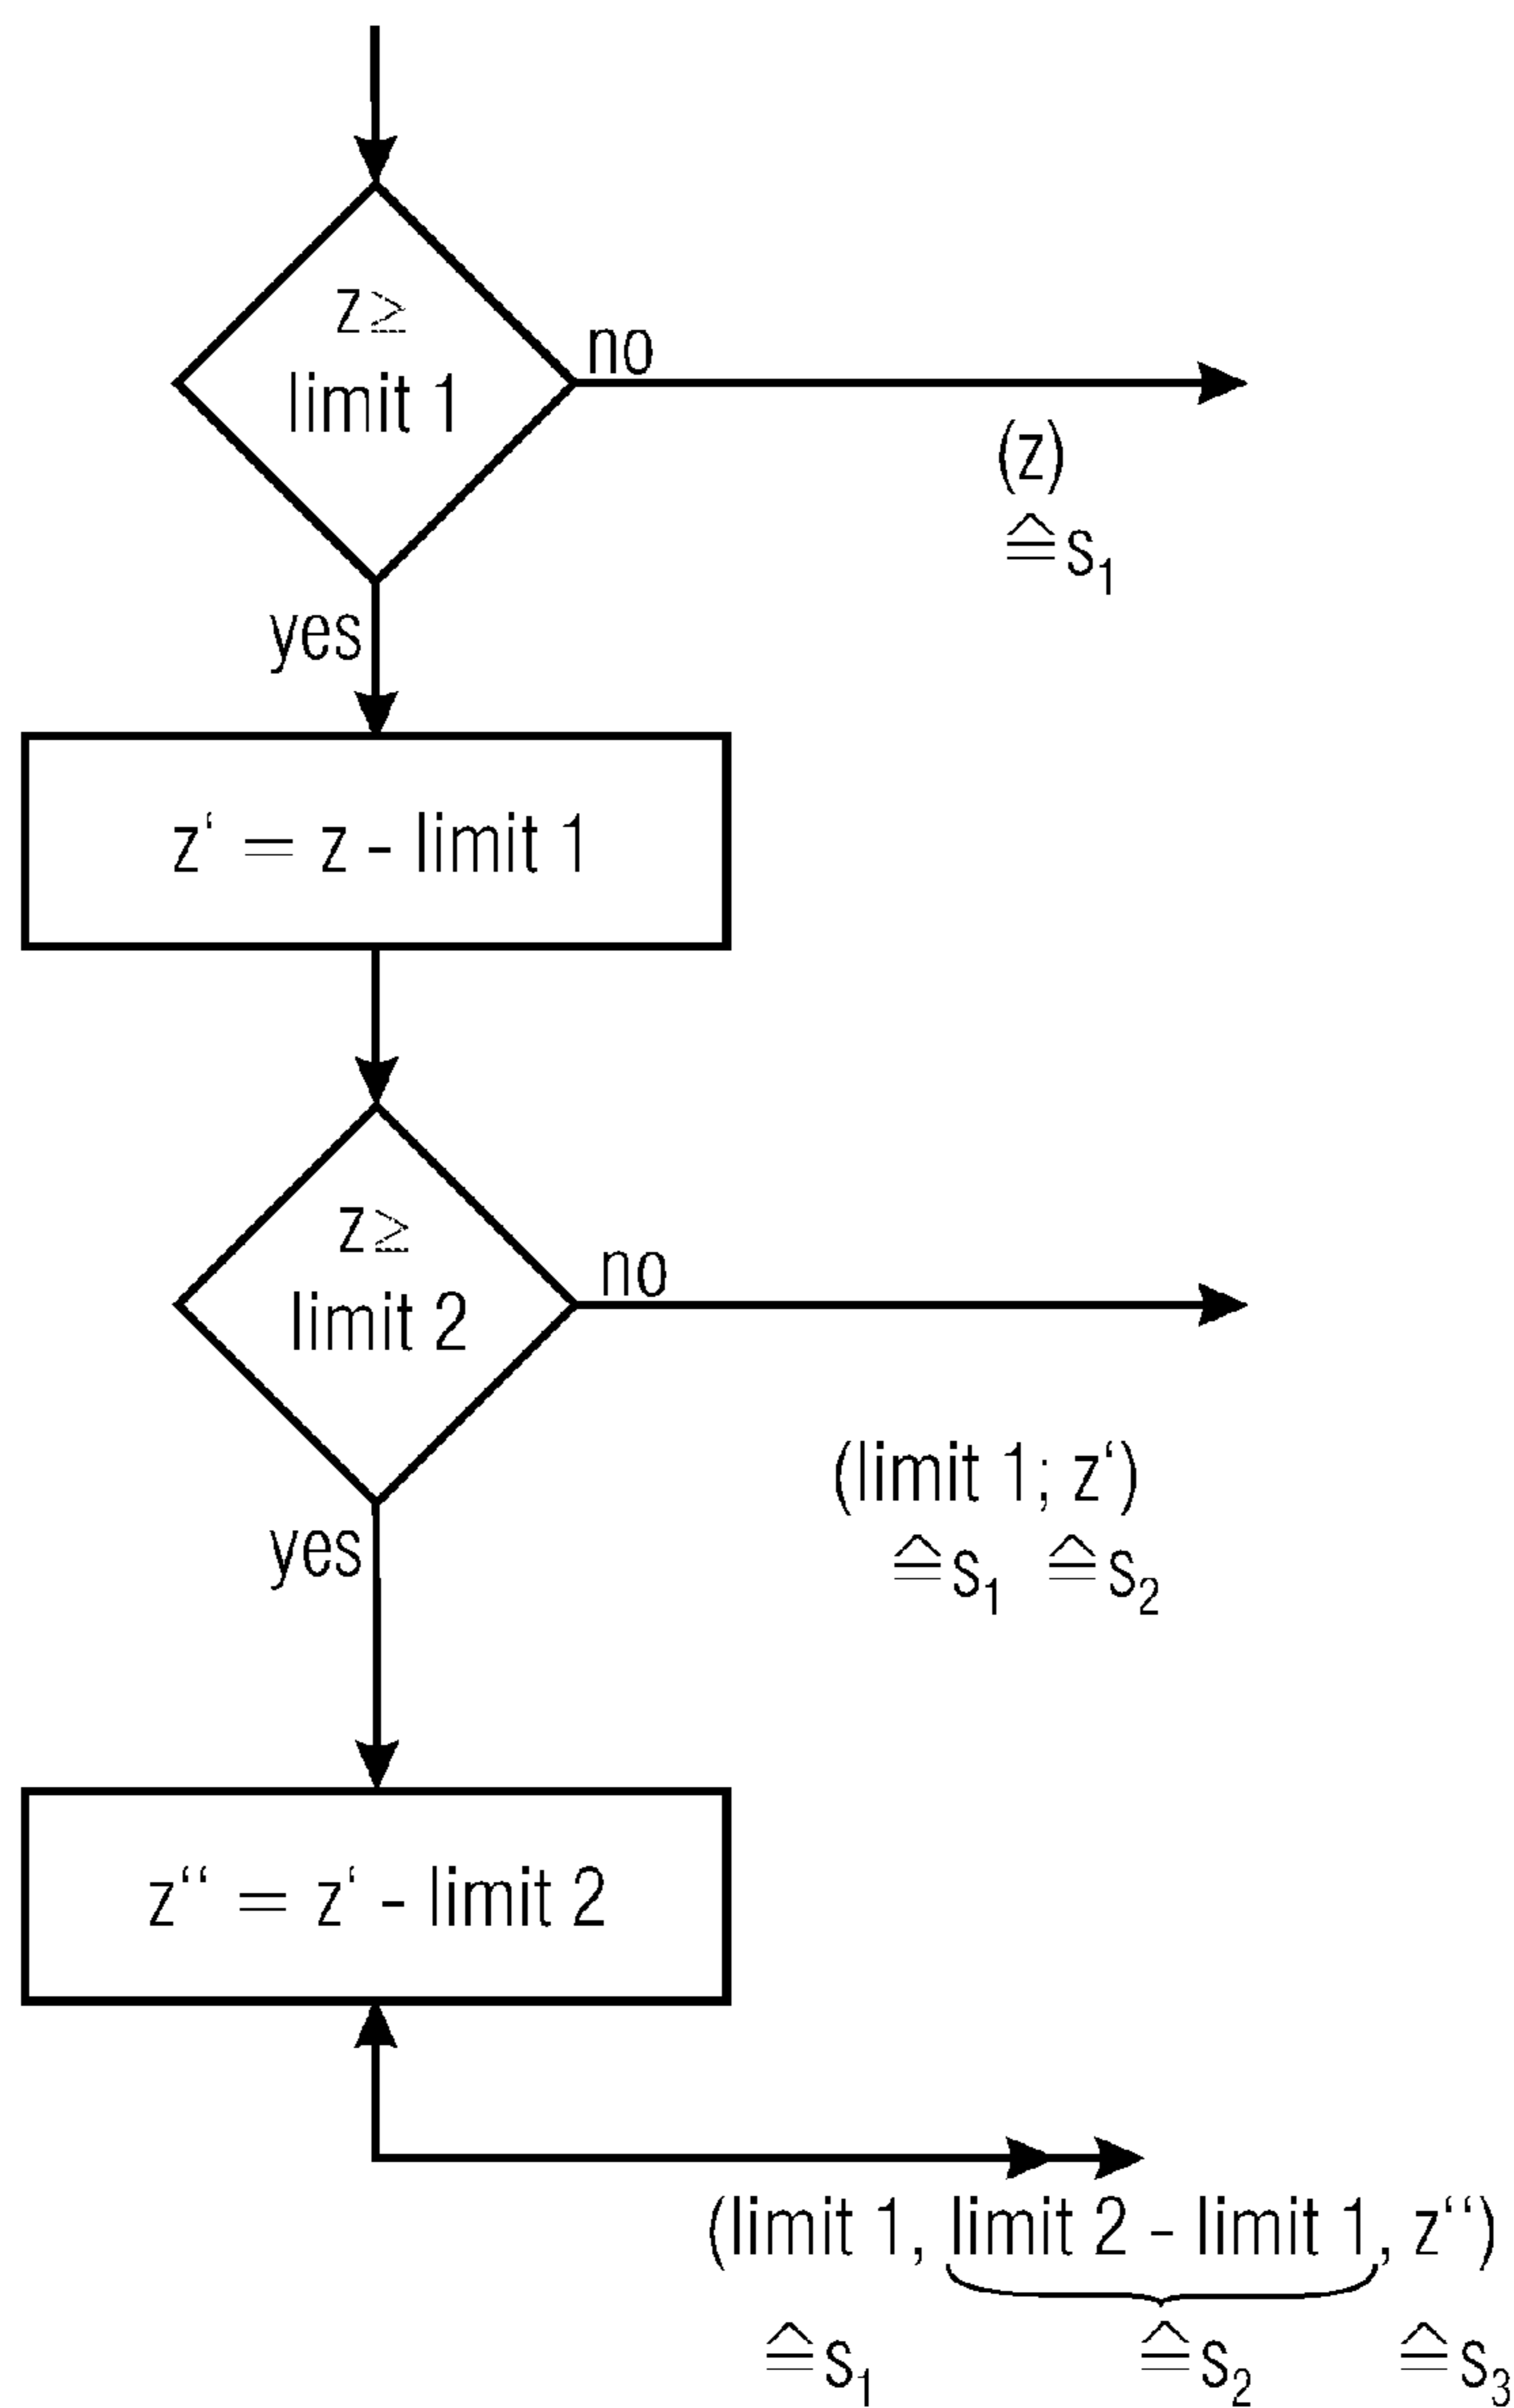 z≥
limit 1
no
(z)
≙s₁
yes
z‘ = z - limit 1
z≥
limit 2
no
(limit 1; z‘)
≙s₁ ≙s₂
yes
z‘‘ = z‘ - limit 2
(limit 1, limit 2 - limit 1, z‘‘)
≙s₁ ≙s₂ ≙s₃